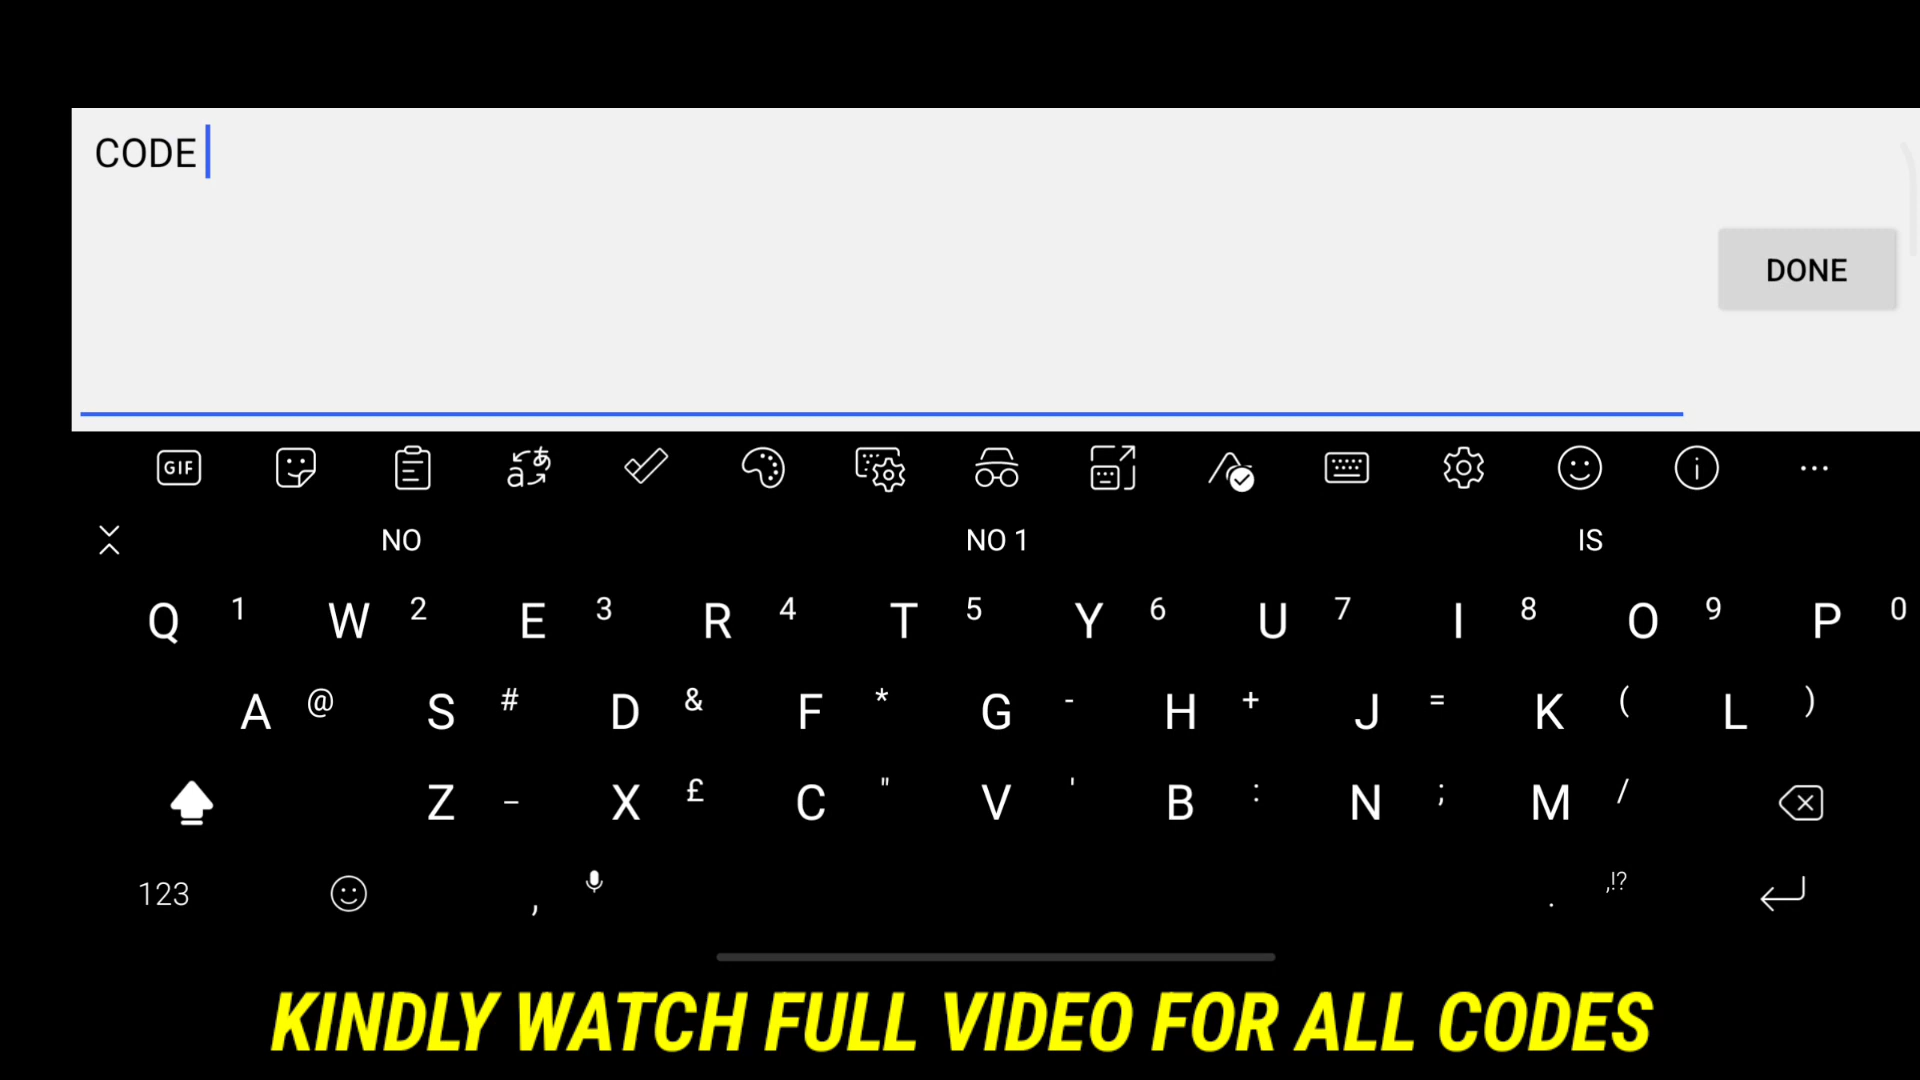 CODE
DONE
GIF
NO NO 1 IS
Q 1 W 2 E 3 R 4 T 5 Y 6 U 7 I 8 O 9 P 0
A @ S # D & F * G - H + J = K ( L )
Z _ X £ C " V ' B : N ; M /
123 , . ,!?
KINDLY WATCH FULL VIDEO FOR ALL CODES